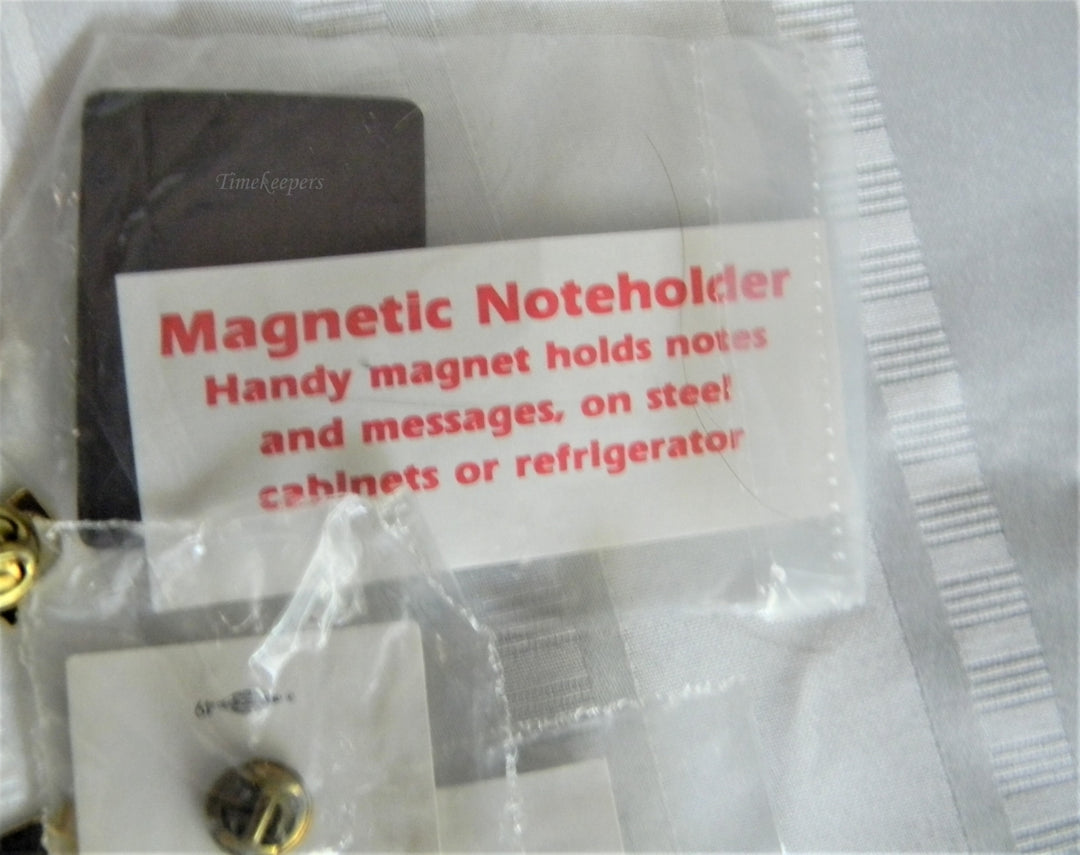 Timekeepers
Magnetic Noteholder
Handy magnet holds notes
and messages, on steel
cabinets or refrigerator